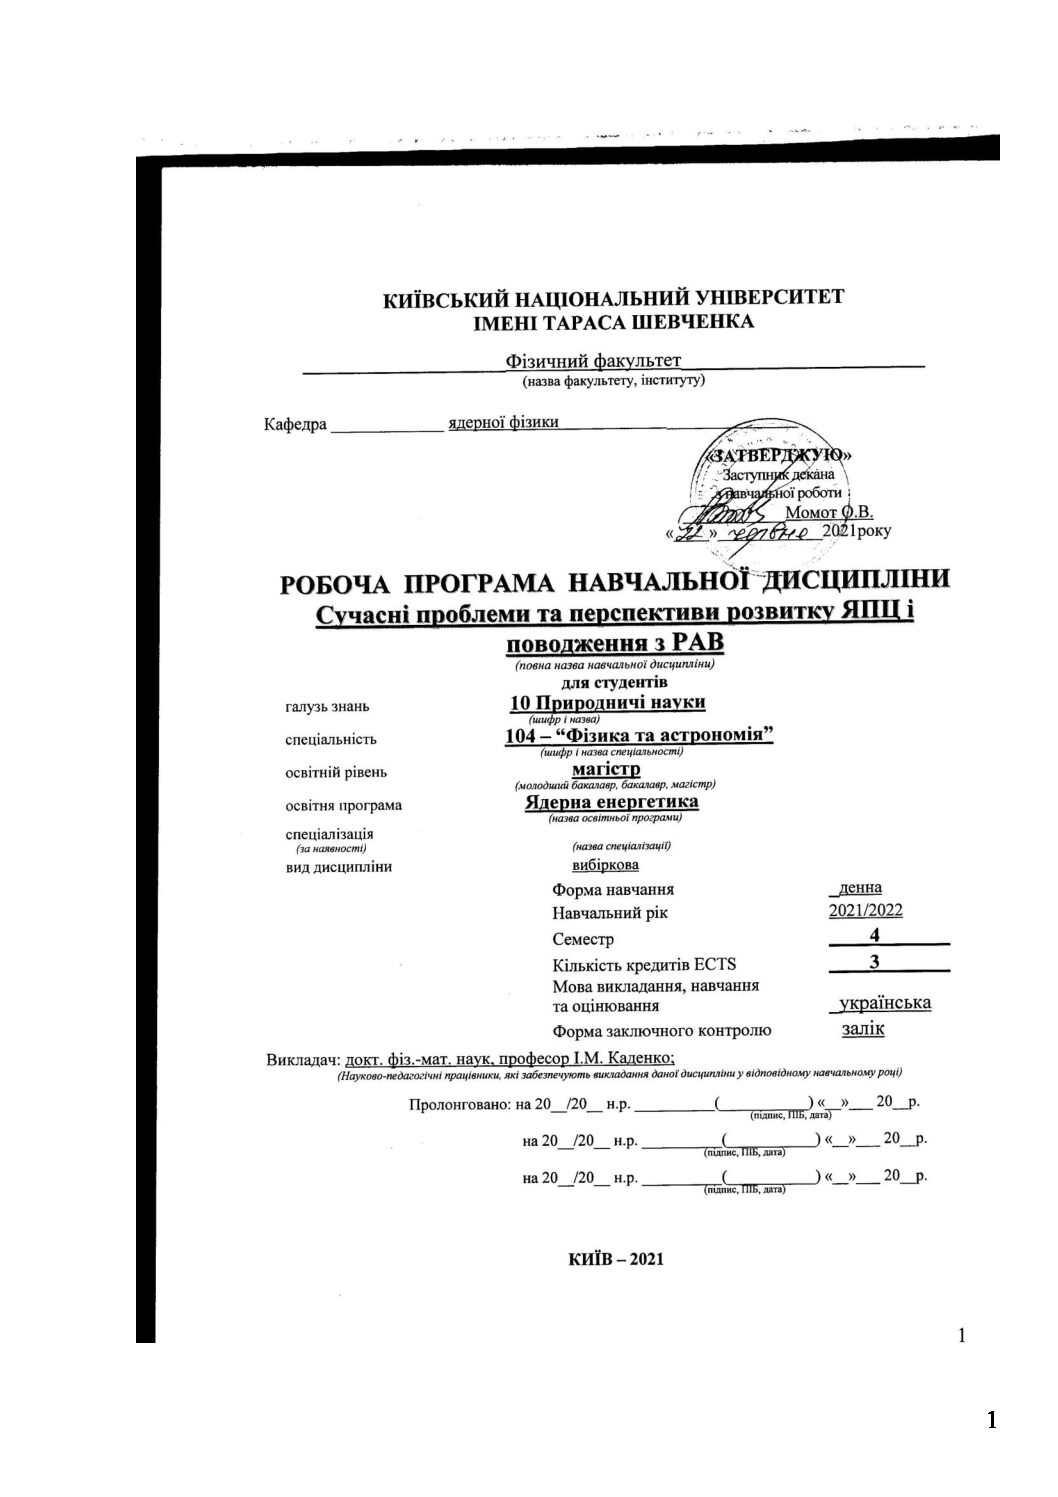 КИЇВСЬКИЙ НАЦІОНАЛЬНИЙ УНІВЕРСИТЕТ
ІМЕНІ ТАРАСА ШЕВЧЕНКА
Фізичний факультет
(назва факультету, інституту)
Кафедра _____________ ядерної фізики
«ЗАТВЕРДЖУЮ»
Заступник декана
з навчальної роботи
Момот О.В.
«22» червня 2021року
РОБОЧА ПРОГРАМА НАВЧАЛЬНОЇ ДИСЦИПЛІНИ
Сучасні проблеми та перспективи розвитку ЯПЦ і
поводження з РАВ
(повна назва навчальної дисципліни)
для студентів
галузь знань 10 Природничі науки
(шифр і назва)
спеціальність 104 – “Фізика та астрономія”
(шифр і назва спеціальності)
освітній рівень магістр
(молодший бакалавр, бакалавр, магістр)
освітня програма Ядерна енергетика
(назва освітньої програми)
спеціалізація
(за наявності) (назва спеціалізації)
вид дисципліни вибіркова
Форма навчання денна
Навчальний рік 2021/2022
Семестр 4
Кількість кредитів ECTS 3
Мова викладання, навчання
та оцінювання українська
Форма заключного контролю залік
Викладач: докт. фіз.-мат. наук, професор І.М. Каденко;
(Науково-педагогічні працівники, які забезпечують викладання даної дисципліни у відповідному навчальному році)
Пролонговано: на 20__/20__ н.р. __________(___________) «__»___ 20__р.
(підпис, ПІБ, дата)
на 20__/20__ н.р. __________(___________) «__»___ 20__р.
(підпис, ПІБ, дата)
на 20__/20__ н.р. __________(___________) «__»___ 20__р.
(підпис, ПІБ, дата)
КИЇВ – 2021
1
1